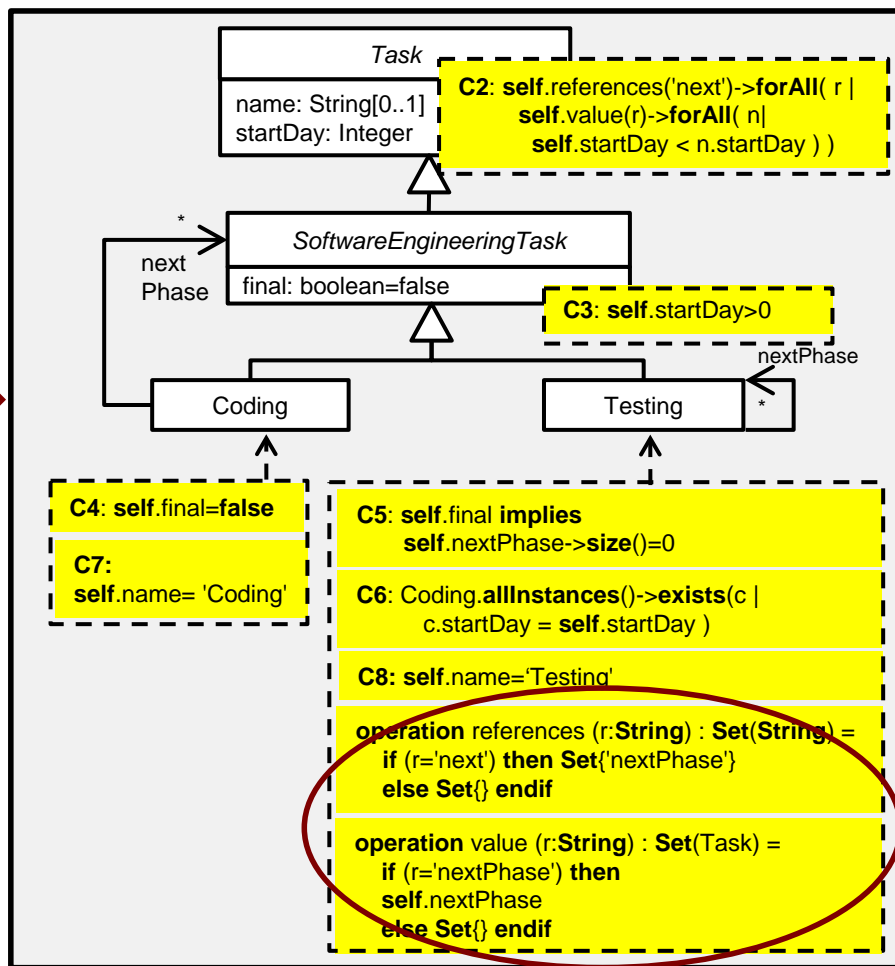 Task
name: String[0..1]
startDay: Integer
C2: self.references('next')->forAll( r |
self.value(r)->forAll( n|
self.startDay < n.startDay ) )
*
next
Phase
SoftwareEngineeringTask
final: boolean=false
C3: self.startDay>0
nextPhase
*
Coding
Testing
C4: self.final=false
C7:
self.name= 'Coding'
C5: self.final implies
self.nextPhase->size()=0
C6: Coding.allInstances()->exists(c |
c.startDay = self.startDay )
C8: self.name=‘Testing'
operation references (r:String) : Set(String) =
if (r='next') then Set{'nextPhase'}
else Set{} endif
operation value (r:String) : Set(Task) =
if (r='nextPhase') then
self.nextPhase
else Set{} endif